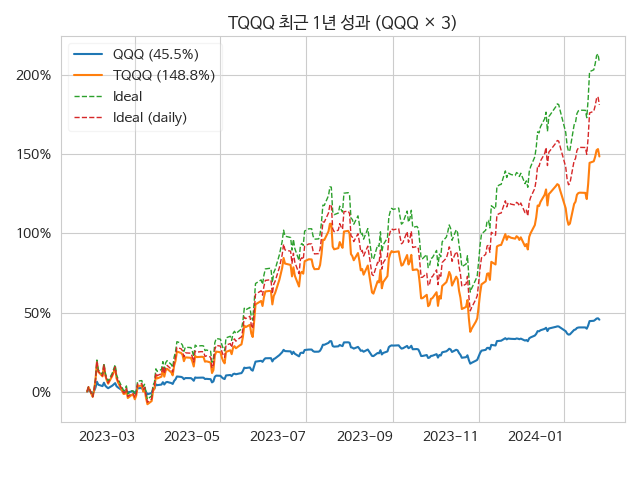 TQQQ 최근 1년 성과 (QQQ × 3)
QQQ (45.5%)
TQQQ (148.8%)
Ideal
Ideal (daily)
200%
150%
100%
50%
0%
2023−03 2023−05 2023−07 2023−09 2023−11 2024−01